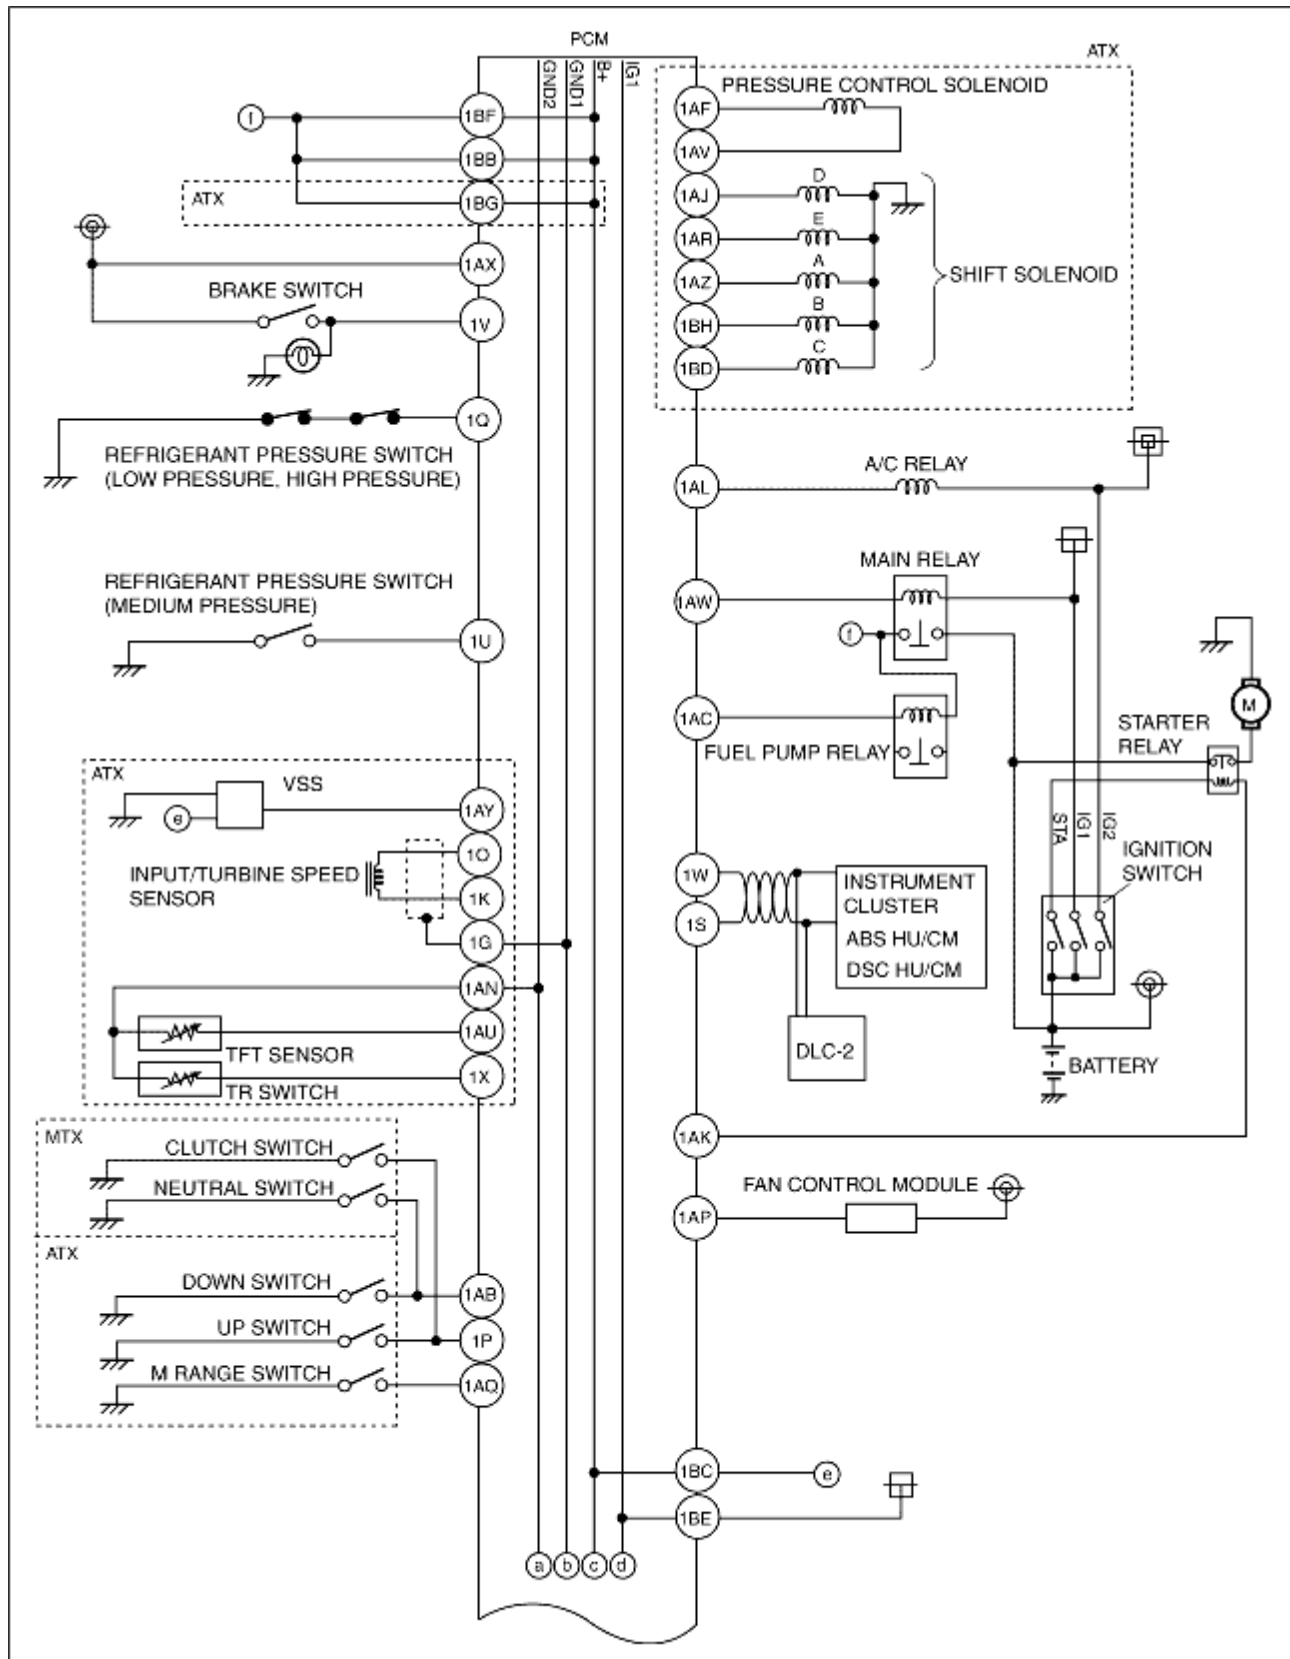 PCM
GND2
GND1
B+
IG1
ATX
PRESSURE CONTROL SOLENOID
f
1BF
1BB
ATX
1BG
1AX
BRAKE SWITCH
1V
1Q
REFRIGERANT PRESSURE SWITCH
(LOW PRESSURE, HIGH PRESSURE)
REFRIGERANT PRESSURE SWITCH
(MEDIUM PRESSURE)
1U
ATX
VSS
e
1AY
1O
INPUT/TURBINE SPEED
SENSOR
1K
1G
1AN
1AU
TFT SENSOR
1X
TR SWITCH
MTX
CLUTCH SWITCH
NEUTRAL SWITCH
ATX
DOWN SWITCH
1AB
UP SWITCH
1P
M RANGE SWITCH
1AQ
a
b
c
d
1AF
1AV
D
1AJ
E
1AR
A
1AZ
SHIFT SOLENOID
B
1BH
C
1BD
A/C RELAY
1AL
MAIN RELAY
1AW
f
1AC
FUEL PUMP RELAY
M
STARTER
RELAY
STA
IG1
IG2
IGNITION
SWITCH
1W
INSTRUMENT
CLUSTER
1S
ABS HU/CM
DSC HU/CM
DLC-2
BATTERY
1AK
FAN CONTROL MODULE
1AP
1BC
e
1BE